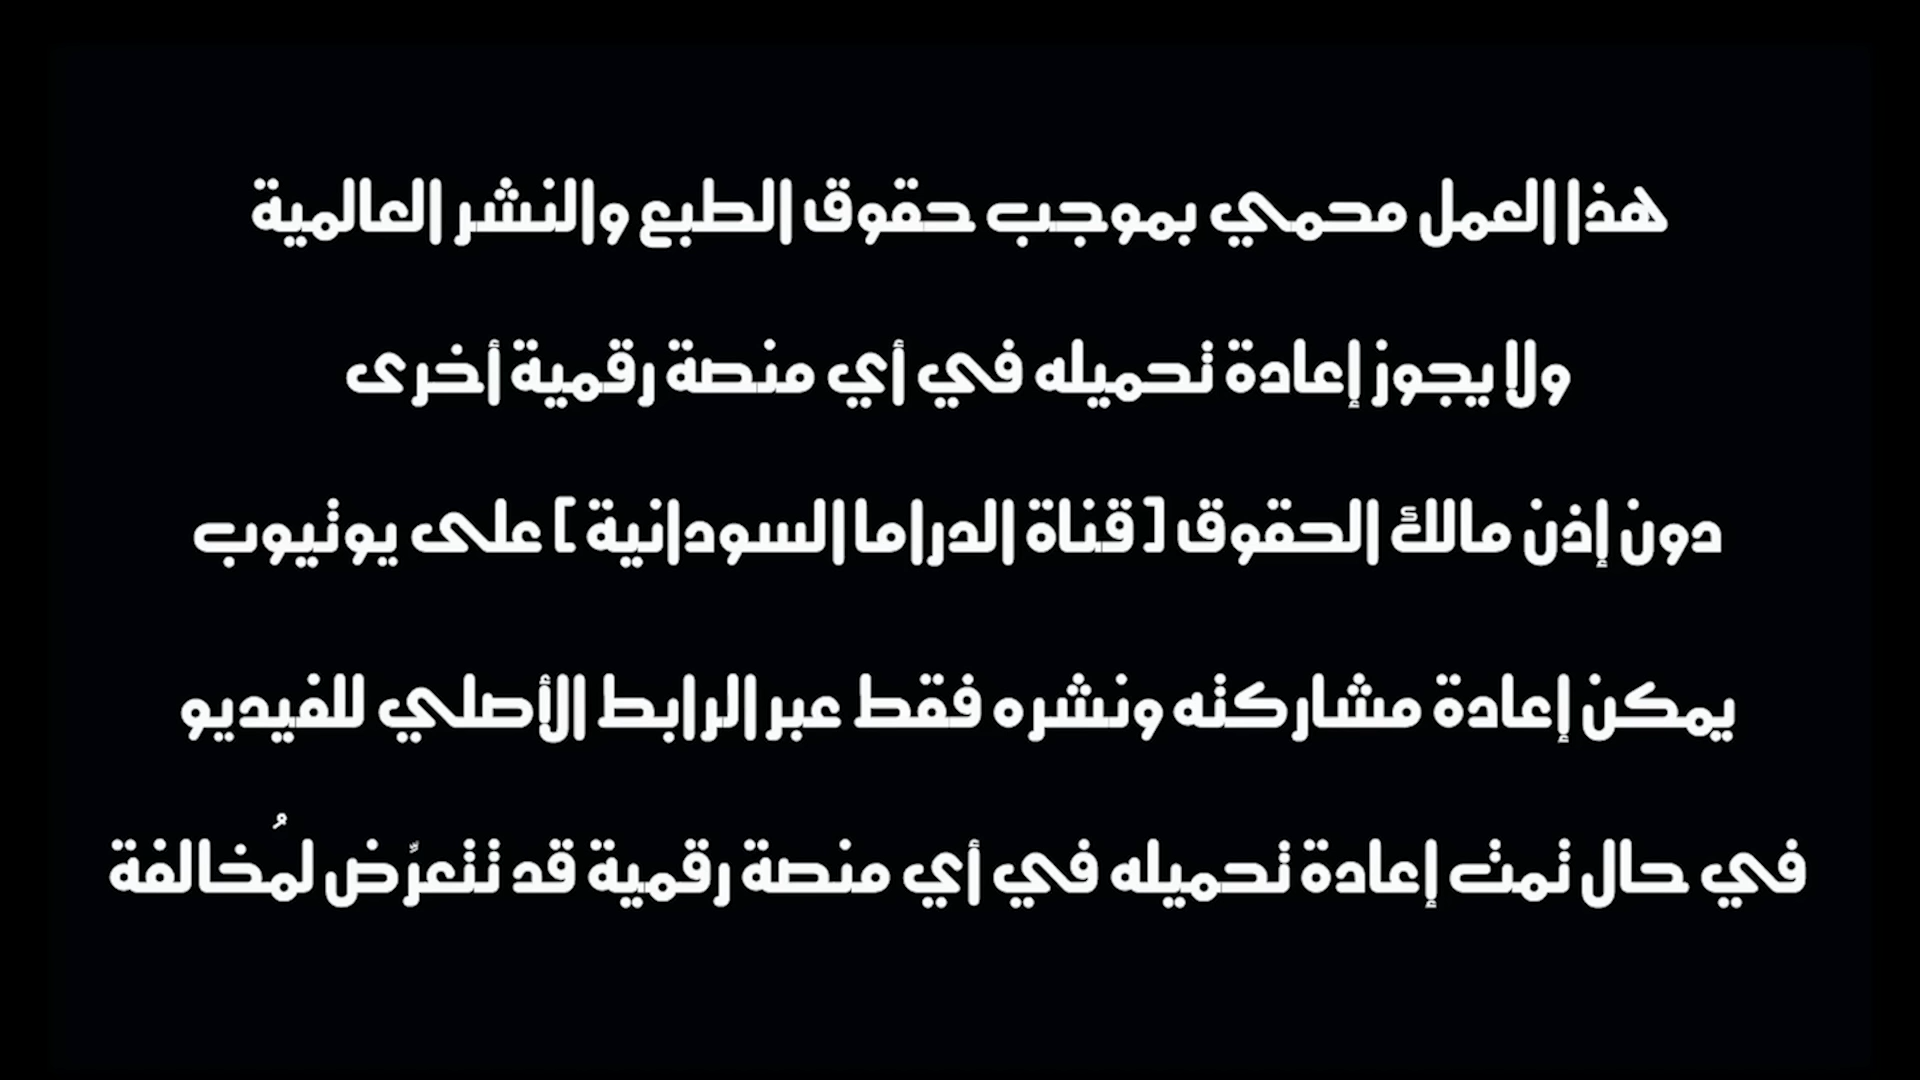 هذا العمل محمي بموجب حقوق الطبع والنشر العالمية
ولا يجوز إعادة تحميله في أي منصة رقمية أخرى
دون إذن مالك الحقوق [ قناة الدراما السودانية ] على يوتيوب
يمكن إعادة مشاركته ونشره فقط عبر الرابط الأصلي للفيديو
في حال تمت إعادة تحميله في أي منصة رقمية قد تتعرّض لمُخالفة